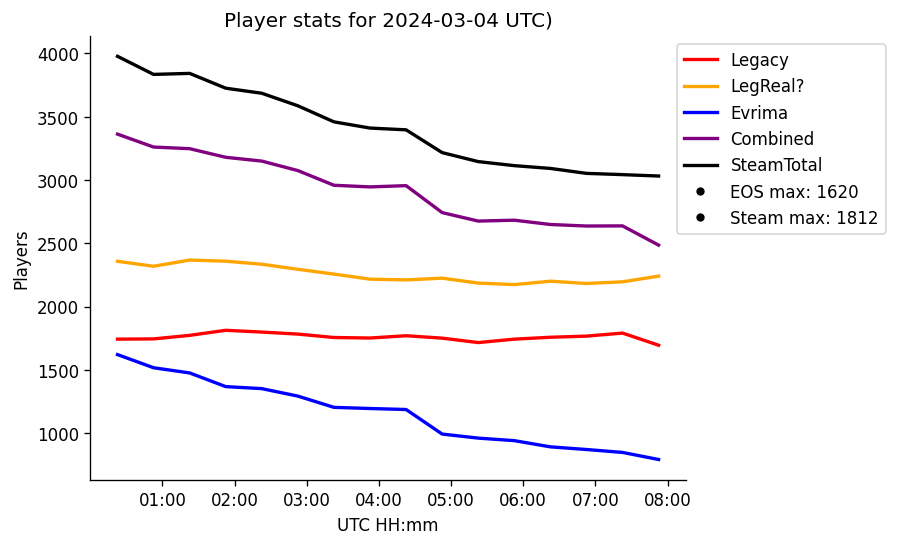 Player stats for 2024-03-04 UTC)
4000
3500
3000
2500
2000
1500
1000
Players
01:00 02:00 03:00 04:00 05:00 06:00 07:00 08:00
UTC HH:mm
Legacy
LegReal?
Evrima
Combined
SteamTotal
EOS max: 1620
Steam max: 1812